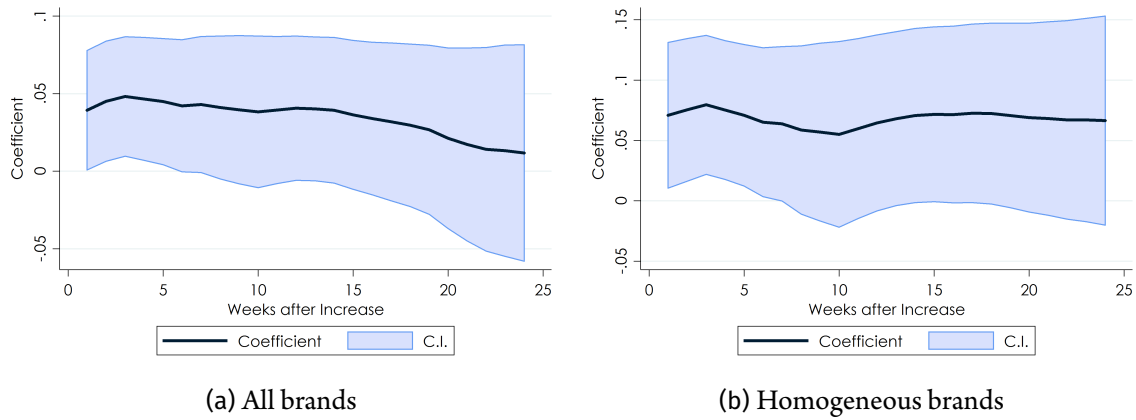 .1
.05
0
-.05
Coefficient
0 5 10 15 20 25
Weeks after Increase
Coefficient C.I.
(a) All brands
.15
.1
.05
0
-.05
Coefficient
0 5 10 15 20 25
Weeks after Increase
Coefficient C.I.
(b) Homogeneous brands